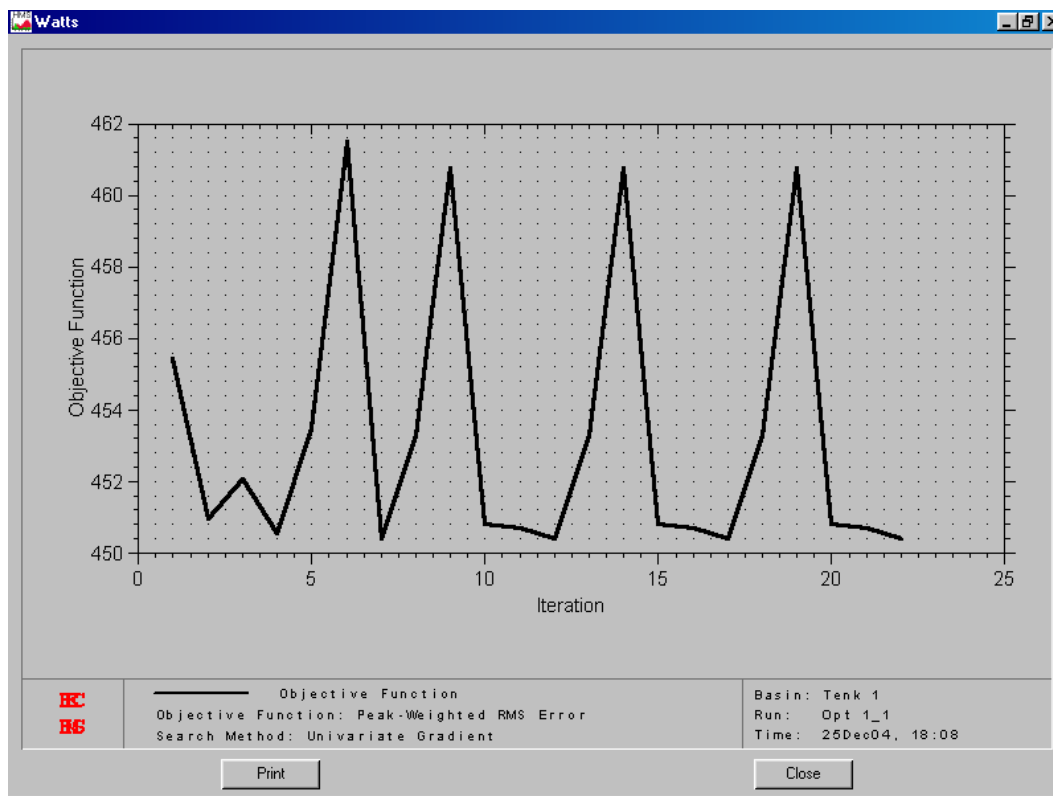 HMS Watts
462
460
458
456
454
452
450
Objective Function
0 5 10 15 20 25
Iteration
HEC
HMS
Objective Function
Objective Function: Peak-Weighted RMS Error
Search Method: Univariate Gradient
Basin: Tenk 1
Run: Opt 1_1
Time: 25Dec04, 18:08
Print
Close